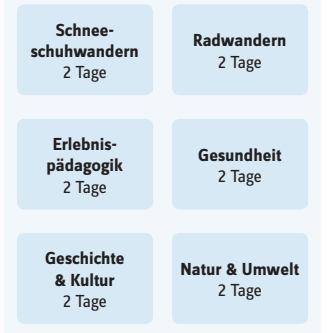 Schnee-
schuhwandern
2 Tage
Radwandern
2 Tage
Erlebnis-
pädagogik
2 Tage
Gesundheit
2 Tage
Geschichte
& Kultur
2 Tage
Natur & Umwelt
2 Tage